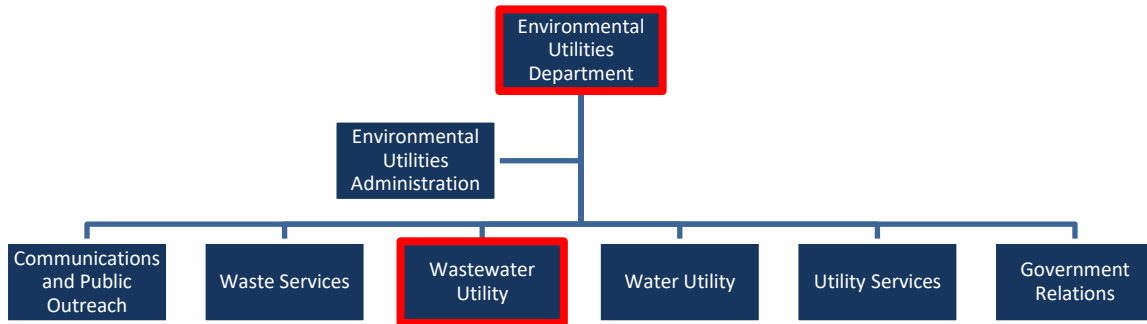 Environmental
Utilities
Department
Environmental
Utilities
Administration
Communications
and Public
Outreach
Waste Services
Wastewater
Utility
Water Utility
Utility Services
Government
Relations